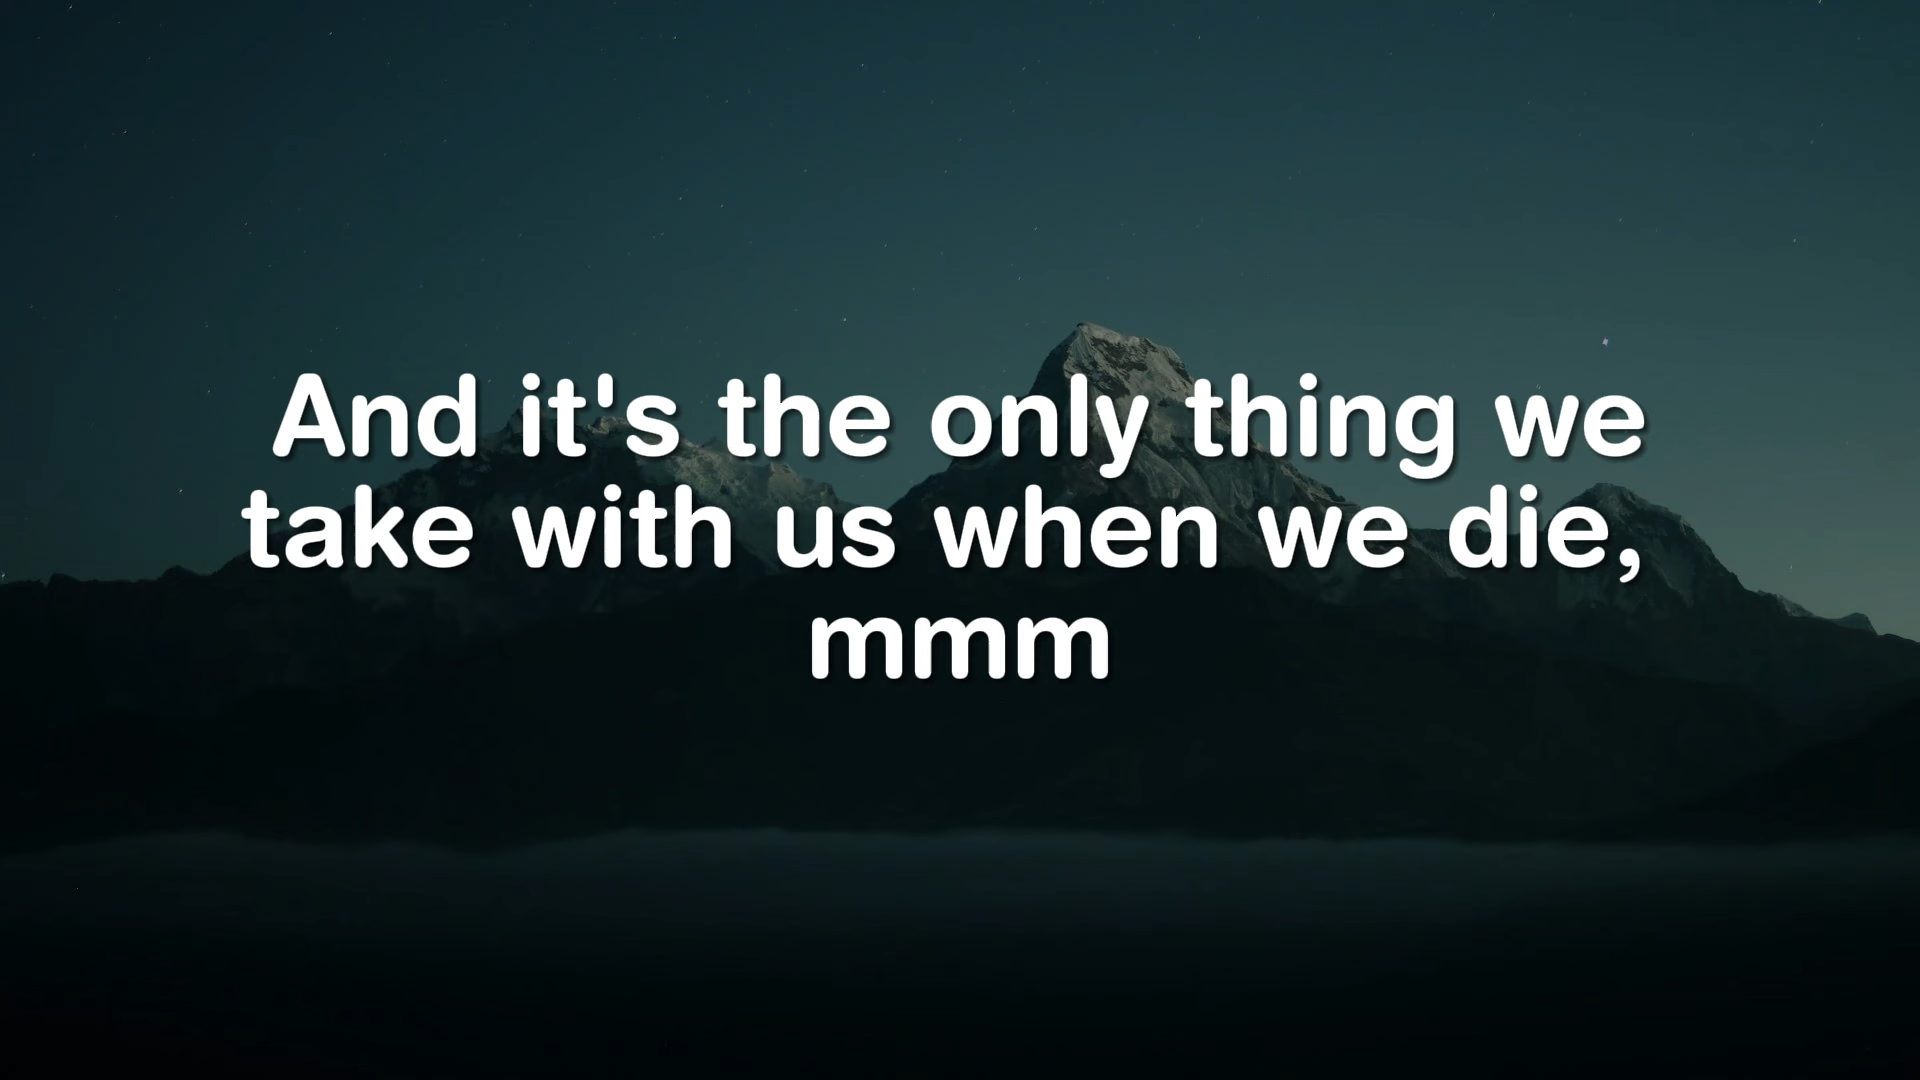 And it's the only thing we
take with us when we die,
mmm